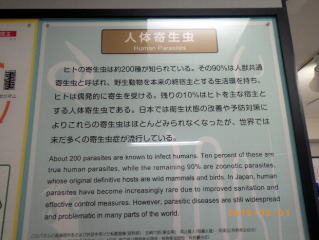 人体寄生虫
Human Parasites
ヒトの寄生虫は約200種が知られている。その90%は人獣共通
寄生虫と呼ばれ、野生動物を本来の終宿主とする生活環を持ち、
ヒトは偶発的に寄生を受ける。残りの10%はヒトを主な宿主と
する人体寄生虫である。日本では衛生状態の改善や予防対策に
よりこれらの寄生虫はほとんどみられなくなったが、世界では
未だ多くの寄生虫症が流行している。
About 200 parasites are known to infect humans. Ten percent of these are
true human parasites, while the remaining 90% are zoonotic parasites,
whose original definitive hosts are wild mammals and birds. In Japan, human
parasites have become increasingly rare due to improved sanitation and
effective control measures. However, parasitic diseases are still widespread
and problematic in many parts of the world.